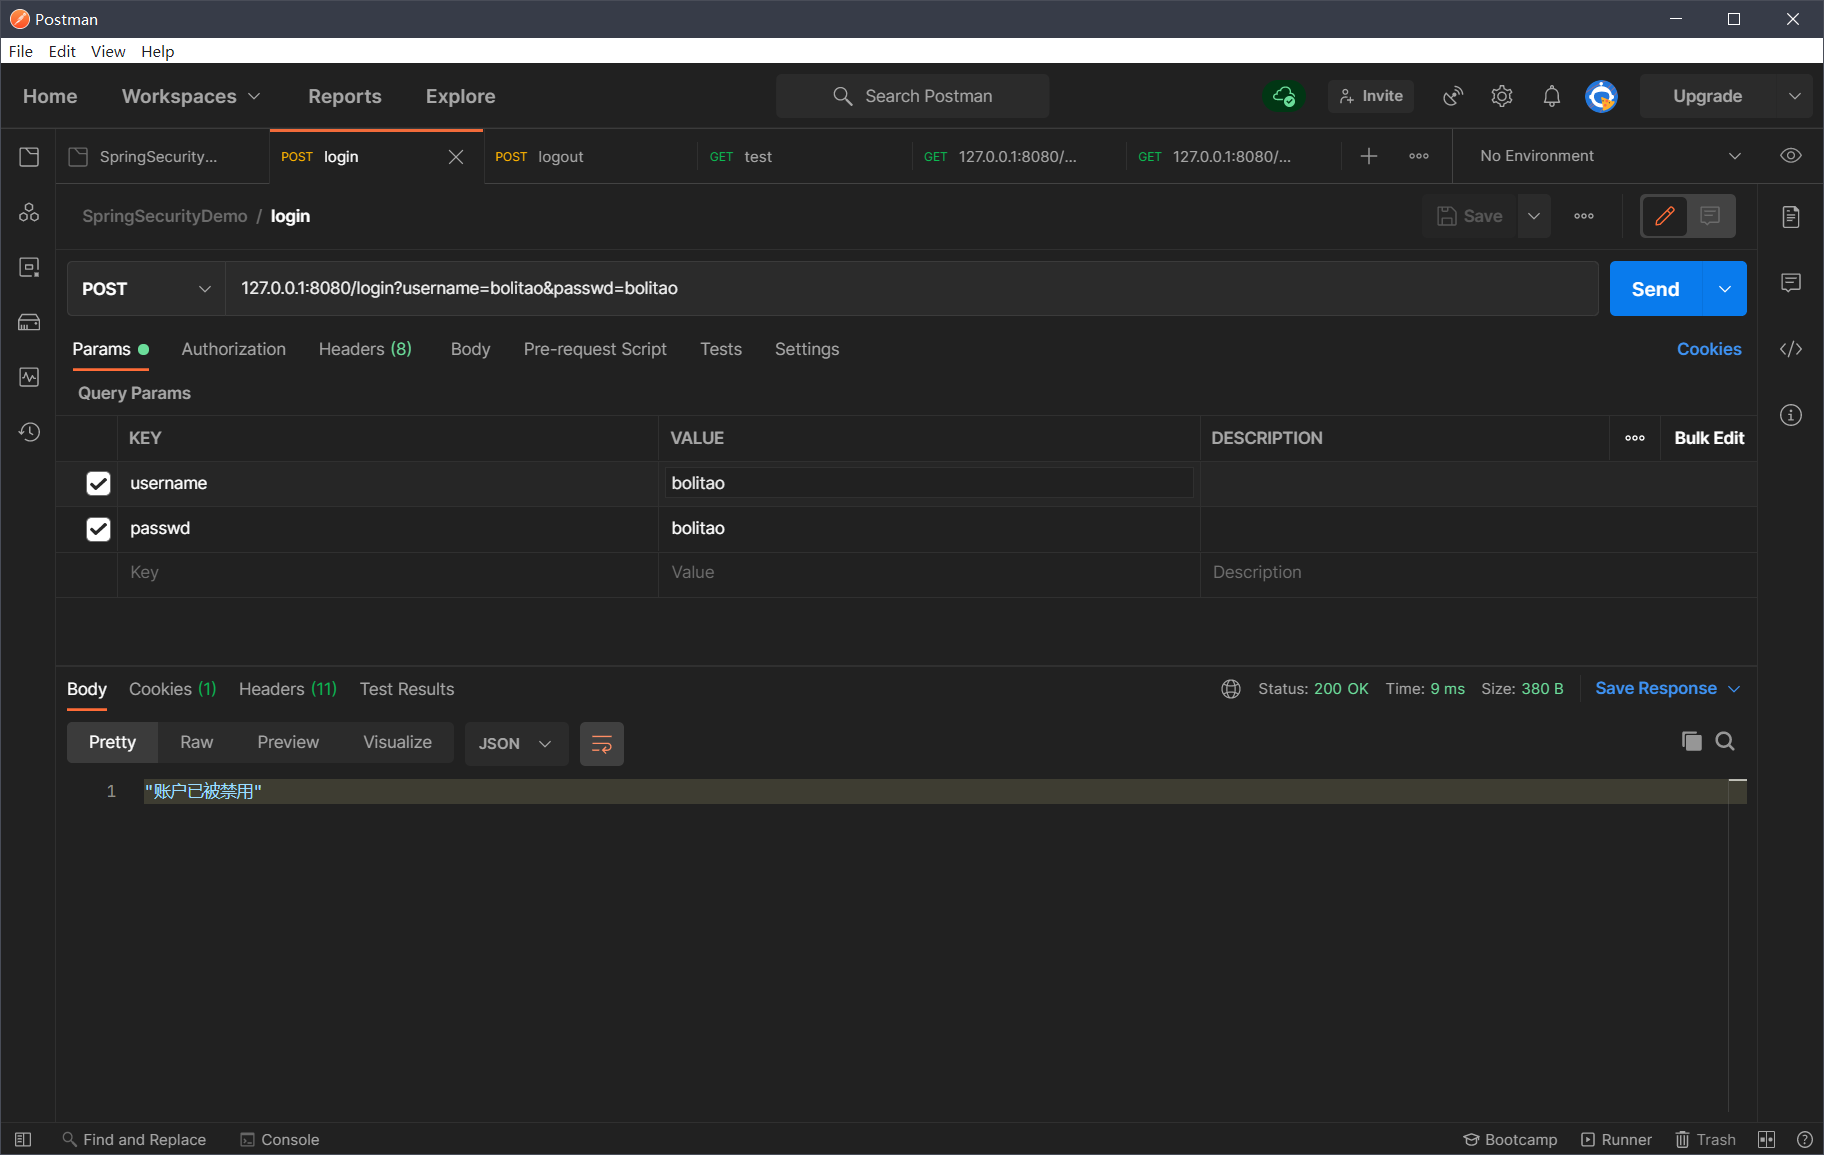 Postman
File Edit View Help
Home Workspaces Reports Explore Search Postman Invite Upgrade
SpringSecurity... POST login POST logout GET test GET 127.0.0.1:8080/... GET 127.0.0.1:8080/... No Environment
SpringSecurityDemo / login Save
POST 127.0.0.1:8080/login?username=bolitao&passwd=bolitao Send
Params Authorization Headers (8) Body Pre-request Script Tests Settings Cookies
Query Params
KEY VALUE DESCRIPTION Bulk Edit
username bolitao
passwd bolitao
Key Value Description
Body Cookies (1) Headers (11) Test Results Status: 200 OK Time: 9 ms Size: 380 B Save Response
Pretty Raw Preview Visualize JSON
1 "账户已被禁用"
Find and Replace Console Bootcamp Runner Trash